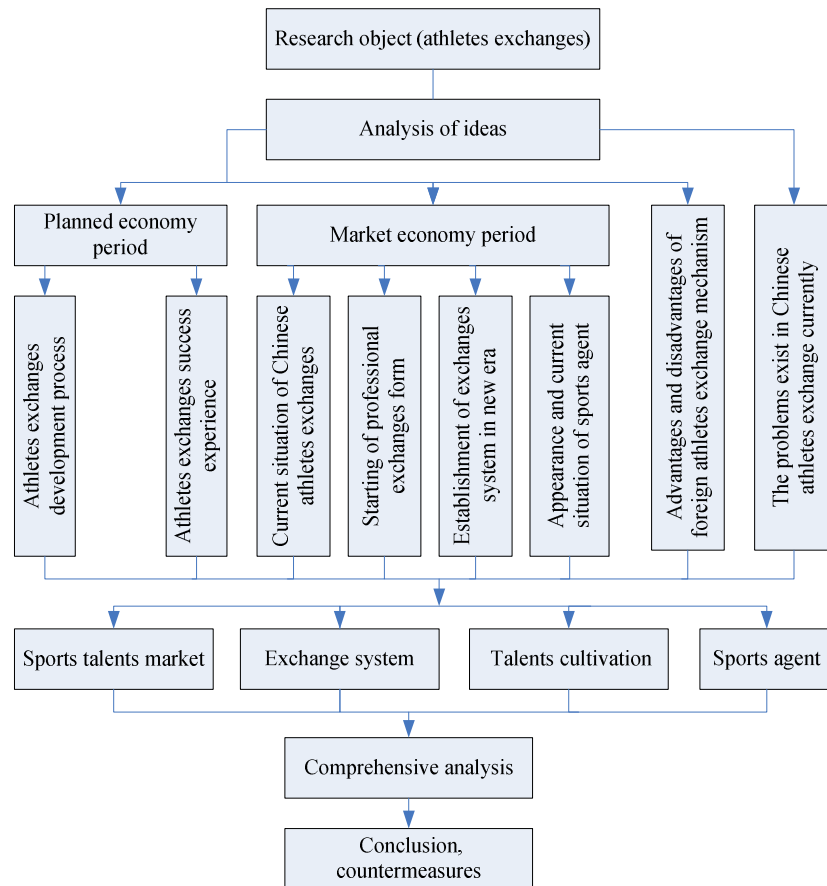 Research object (athletes exchanges)
Analysis of ideas
Planned economy
period
Market economy period
Athletes exchanges
development process
Athletes exchanges success
experience
Current situation of Chinese
athletes exchanges
Starting of professional
exchanges form
Establishment of exchanges
system in new era
Appearance and current
situation of sports agent
Advantages and disadvantages of
foreign athletes exchange mechanism
The problems exist in Chinese
athletes exchange currently
Sports talents market
Exchange system
Talents cultivation
Sports agent
Comprehensive analysis
Conclusion,
countermeasures